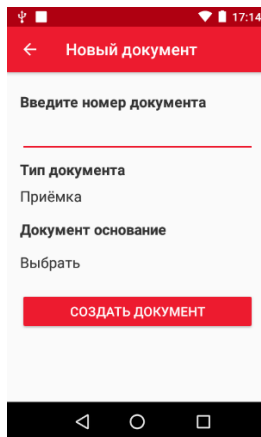 17:14
Новый документ
Введите номер документа
Тип документа
Приёмка
Документ основание
Выбрать
СОЗДАТЬ ДОКУМЕНТ